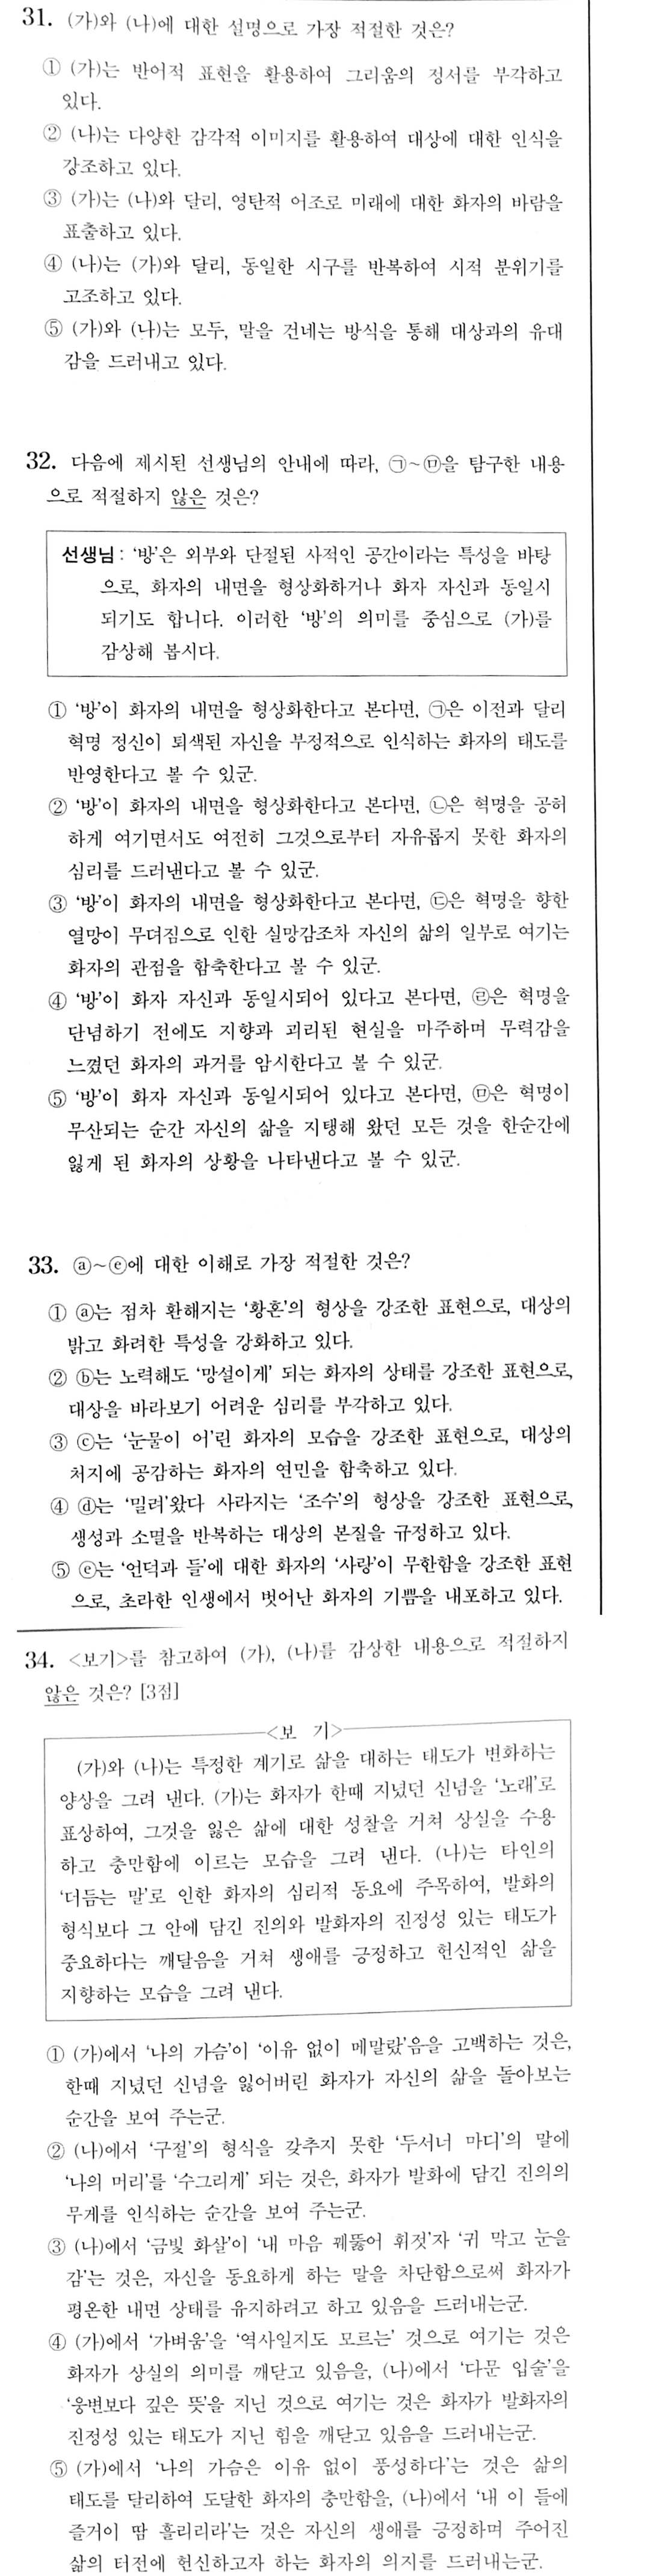 31. (가)와 (나)에 대한 설명으로 가장 적절한 것은?
① (가)는 반어적 표현을 활용하여 그리움의 정서를 부각하고
있다.
② (나)는 다양한 감각적 이미지를 활용하여 대상에 대한 인식을
강조하고 있다.
③ (가)는 (나)와 달리, 영탄적 어조로 미래에 대한 화자의 바람을
표출하고 있다.
④ (나)는 (가)와 달리, 동일한 시구를 반복하여 시적 분위기를
고조하고 있다.
⑤ (가)와 (나)는 모두, 말을 건네는 방식을 통해 대상과의 유대
감을 드러내고 있다.
32. 다음에 제시된 선생님의 안내에 따라, ㉠~㉤을 탐구한 내용
으로 적절하지 않은 것은?
선생님 : ‘방’은 외부와 단절된 사적인 공간이라는 특성을 바탕
으로, 화자의 내면을 형상화하거나 화자 자신과 동일시
되기도 합니다. 이러한 ‘방’의 의미를 중심으로 (가)를
감상해 봅시다.
① ‘방’이 화자의 내면을 형상화한다고 본다면, ㉠은 이전과 달리
혁명 정신이 퇴색된 자신을 부정적으로 인식하는 화자의 태도를
반영한다고 볼 수 있군.
② ‘방’이 화자의 내면을 형상화한다고 본다면, ㉡은 혁명을 공허
하게 여기면서도 여전히 그것으로부터 자유롭지 못한 화자의
심리를 드러낸다고 볼 수 있군.
③ ‘방’이 화자의 내면을 형상화한다고 본다면, ㉢은 혁명을 향한
열망이 무뎌짐으로 인한 실망감조차 자신의 삶의 일부로 여기는
화자의 관점을 함축한다고 볼 수 있군.
④ ‘방’이 화자 자신과 동일시되어 있다고 본다면, ㉣은 혁명을
단념하기 전에도 지향과 괴리된 현실을 마주하며 무력감을
느꼈던 화자의 과거를 암시한다고 볼 수 있군.
⑤ ‘방’이 화자 자신과 동일시되어 있다고 본다면, ㉤은 혁명이
무산되는 순간 자신의 삶을 지탱해 왔던 모든 것을 한순간에
잃게 된 화자의 상황을 나타낸다고 볼 수 있군.
33. ⓐ~ⓔ에 대한 이해로 가장 적절한 것은?
① ⓐ는 점차 환해지는 ‘황혼’의 형상을 강조한 표현으로, 대상의
밝고 화려한 특성을 강화하고 있다.
② ⓑ는 노력해도 ‘망설이게’ 되는 화자의 상태를 강조한 표현으로,
대상을 바라보기 어려운 심리를 부각하고 있다.
③ ⓒ는 ‘눈물이 어’린 화자의 모습을 강조한 표현으로, 대상의
처지에 공감하는 화자의 연민을 함축하고 있다.
④ ⓓ는 ‘밀려’왔다 사라지는 ‘조수’의 형상을 강조한 표현으로,
생성과 소멸을 반복하는 대상의 본질을 규정하고 있다.
⑤ ⓔ는 ‘언덕과 들’에 대한 화자의 ‘사랑’이 무한함을 강조한 표현
으로, 초라한 인생에서 벗어난 화자의 기쁨을 내포하고 있다.
34. <보기>를 참고하여 (가), (나)를 감상한 내용으로 적절하지
않은 것은? [3점]
<보 기>
(가)와 (나)는 특정한 계기로 삶을 대하는 태도가 변화하는
양상을 그려 낸다. (가)는 화자가 한때 지녔던 신념을 ‘노래’로
표상하여, 그것을 잃은 삶에 대한 성찰을 거쳐 상실을 수용
하고 충만함에 이르는 모습을 그려 낸다. (나)는 타인의
‘더듬는 말’로 인한 화자의 심리적 동요에 주목하여, 발화의
형식보다 그 안에 담긴 진의와 발화자의 진정성 있는 태도가
중요하다는 깨달음을 거쳐 생애를 긍정하고 헌신적인 삶을
지향하는 모습을 그려 낸다.
① (가)에서 ‘나의 가슴’이 ‘이유 없이 메말랐’음을 고백하는 것은,
한때 지녔던 신념을 잃어버린 화자가 자신의 삶을 돌아보는
순간을 보여 주는군.
② (나)에서 ‘구절’의 형식을 갖추지 못한 ‘두서너 마디’의 말에
‘나의 머리’를 ‘수그리게’ 되는 것은, 화자가 발화에 담긴 진의의
무게를 인식하는 순간을 보여 주는군.
③ (나)에서 ‘금빛 화살’이 ‘내 마음 꿰뚫어 휘젓’자 ‘귀 막고 눈을
감’는 것은, 자신을 동요하게 하는 말을 차단함으로써 화자가
평온한 내면 상태를 유지하려고 하고 있음을 드러내는군.
④ (가)에서 ‘가벼움’을 ‘역사일지도 모르는’ 것으로 여기는 것은
화자가 상실의 의미를 깨닫고 있음을, (나)에서 ‘다문 입술’을
‘웅변보다 깊은 뜻’을 지닌 것으로 여기는 것은 화자가 발화자의
진정성 있는 태도가 지닌 힘을 깨닫고 있음을 드러내는군.
⑤ (가)에서 ‘나의 가슴은 이유 없이 풍성하다’는 것은 삶의
태도를 달리하여 도달한 화자의 충만함을, (나)에서 ‘내 이 들에
즐거이 땀 흘리리라’는 것은 자신의 생애를 긍정하며 주어진
삶의 터전에 헌신하고자 하는 화자의 의지를 드러내는군.